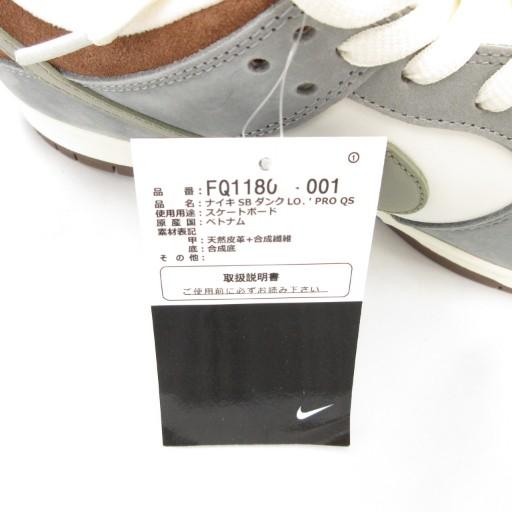 ①
品 番：FQ1180 - 001
品 名：ナイキ SB ダンク LO PRO QS
使用用途：スケートボード
原 産 国：ベトナム
素材表記
甲：天然皮革+合成繊維
底：合成底
そ の 他：
取扱説明書
ご使用前に必ずお読み下さい